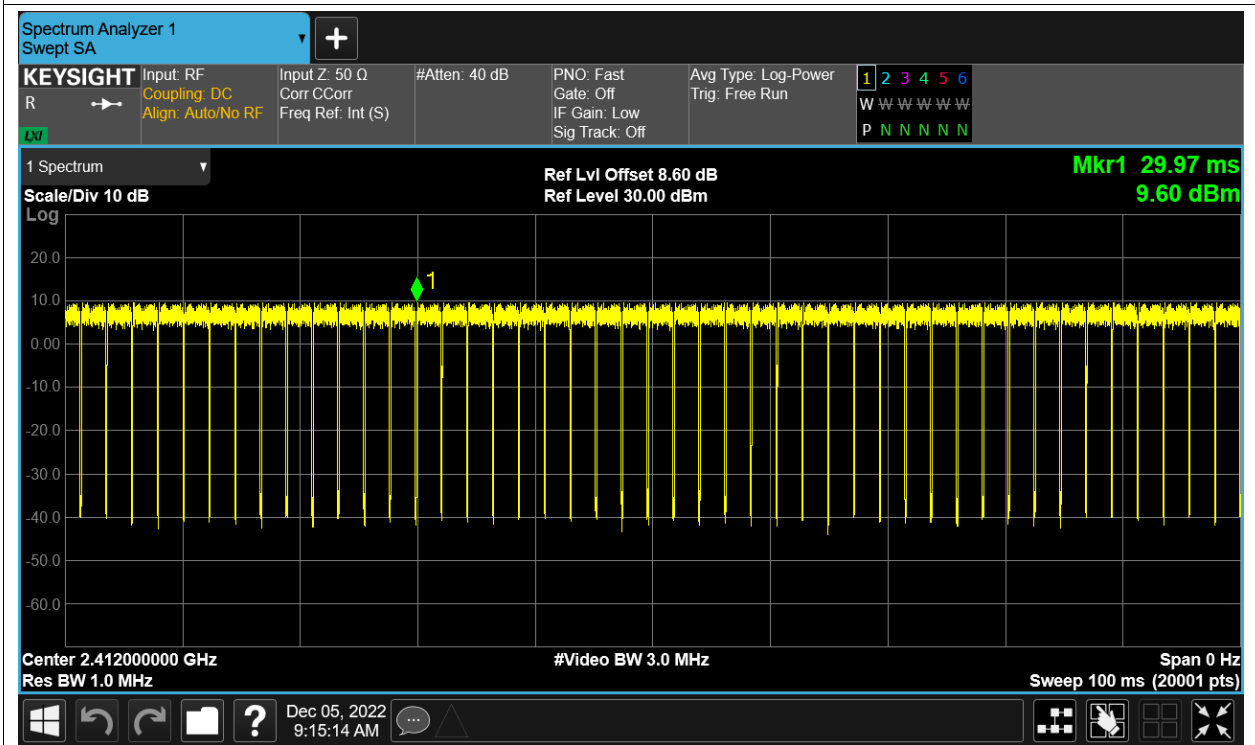 Spectrum Analyzer 1
Swept SA
+
KEYSIGHT
R
LXI
Input: RF
Coupling: DC
Align: Auto/No RF
Input Z: 50 Ω
Corr CCorr
Freq Ref: Int (S)
#Atten: 40 dB
PNO: Fast
Gate: Off
IF Gain: Low
Sig Track: Off
Avg Type: Log-Power
Trig: Free Run
1 2 3 4 5 6
W W W W W W
P N N N N N
1 Spectrum
Scale/Div 10 dB
Log
Ref Lvl Offset 8.60 dB
Ref Level 30.00 dBm
Mkr1 29.97 ms
9.60 dBm
1
20.0
10.0
0.00
-10.0
-20.0
-30.0
-40.0
-50.0
-60.0
Center 2.412000000 GHz
Res BW 1.0 MHz
#Video BW 3.0 MHz
Span 0 Hz
Sweep 100 ms (20001 pts)
?
Dec 05, 2022
9:15:14 AM